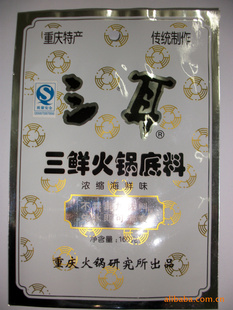 重庆特产 传统制作
三耳®
三鲜火锅底料
浓缩海鲜味
净含量:
重庆火锅研究所出品
alibaba.com.cn